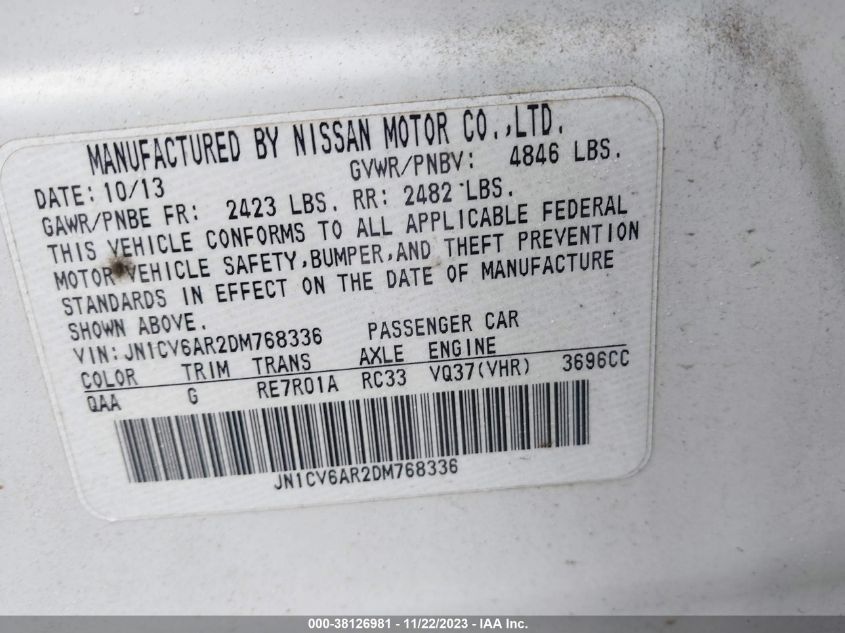 MANUFACTURED BY NISSAN MOTOR CO.,LTD.
DATE: 10/13 GVWR/PNBV: 4846 LBS.
GAWR/PNBE FR: 2423 LBS. RR: 2482 LBS.
THIS VEHICLE CONFORMS TO ALL APPLICABLE FEDERAL
MOTOR VEHICLE SAFETY,BUMPER,AND THEFT PREVENTION
STANDARDS IN EFFECT ON THE DATE OF MANUFACTURE
SHOWN ABOVE.
VIN: JN1CV6AR2DM768336 PASSENGER CAR
COLOR TRIM TRANS AXLE ENGINE
QAA G RE7R01A RC33 VQ37(VHR) 3696CC
JN1CV6AR2DM768336
000-38126981 - 11/22/2023 - IAA Inc.